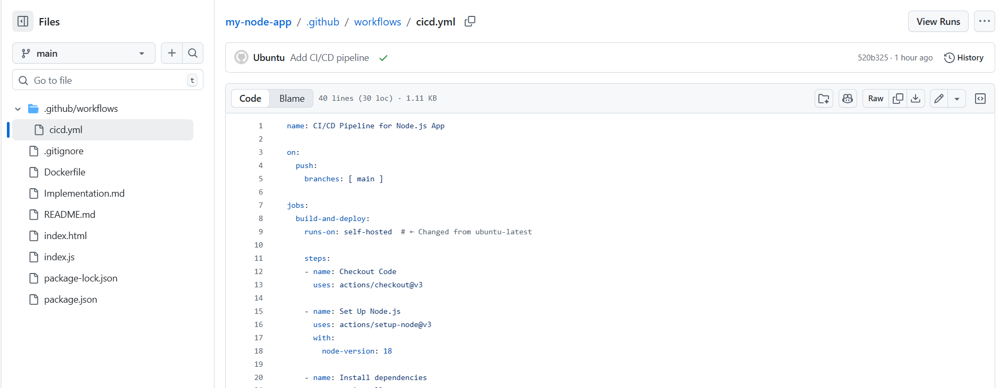 Files
main
Go to file
t
.github/workflows
cicd.yml
.gitignore
Dockerfile
Implementation.md
README.md
index.html
index.js
package-lock.json
package.json
my-node-app / .github / workflows / cicd.yml
View Runs
Ubuntu Add CI/CD pipeline
520b325 · 1 hour ago
History
Code Blame 40 lines (30 loc) · 1.11 KB
Raw
1 name: CI/CD Pipeline for Node.js App
2
3 on:
4 push:
5 branches: [ main ]
6
7 jobs:
8 build-and-deploy:
9 runs-on: self-hosted # ← Changed from ubuntu-latest
10
11 steps:
12 - name: Checkout Code
13 uses: actions/checkout@v3
14
15 - name: Set Up Node.js
16 uses: actions/setup-node@v3
17 with:
18 node-version: 18
19
20 - name: Install dependencies